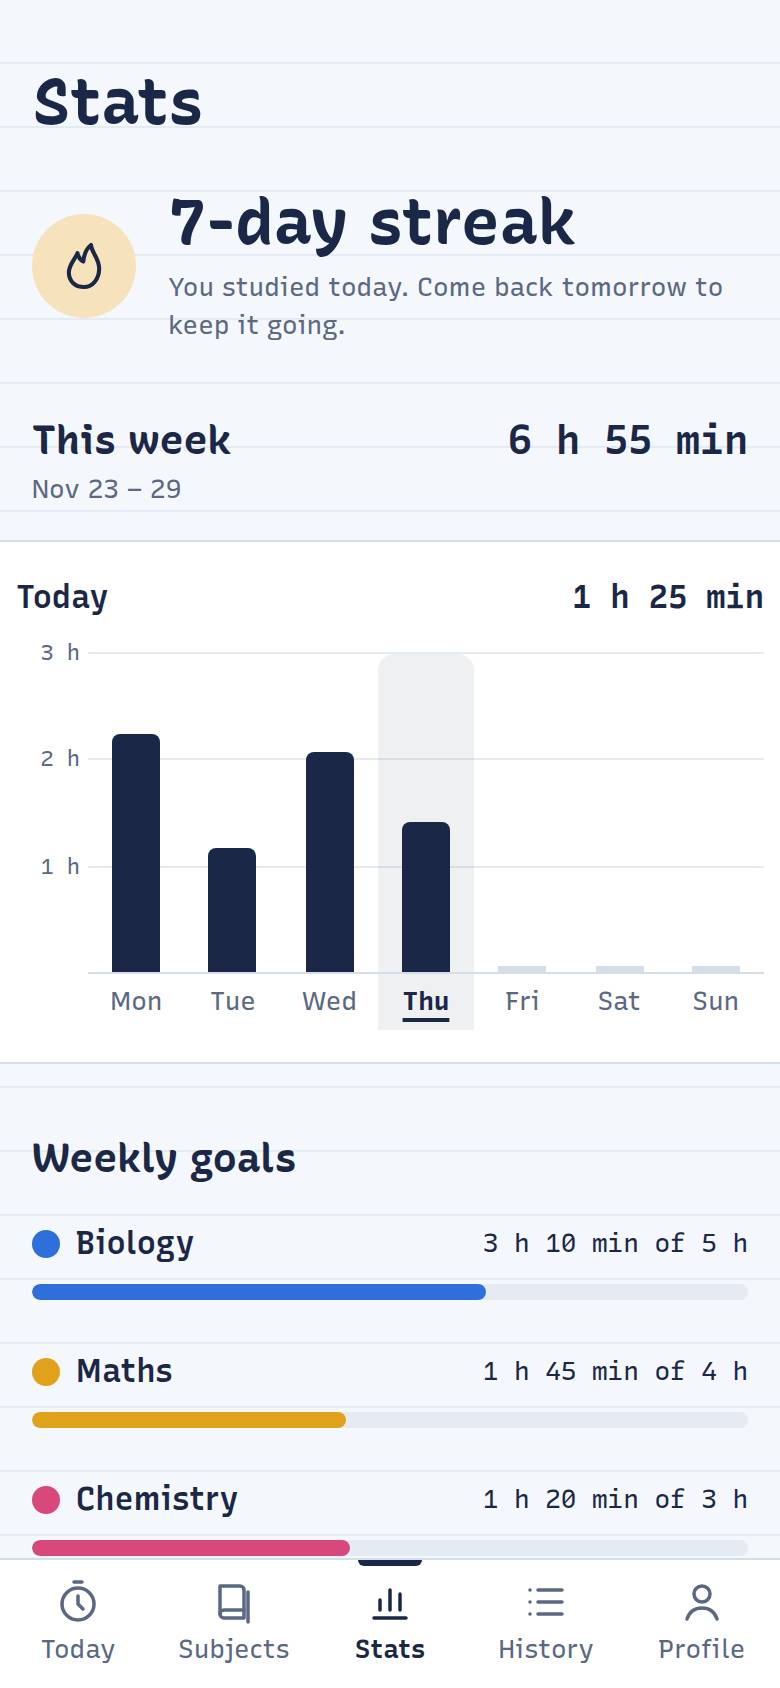 Stats
7-day streak
You studied today. Come back tomorrow to
keep it going.
This week 6 h 55 min
Nov 23 – 29
Today 1 h 25 min
3 h
2 h
1 h
Mon Tue Wed Thu Fri Sat Sun
Weekly goals
Biology 3 h 10 min of 5 h
Maths 1 h 45 min of 4 h
Chemistry 1 h 20 min of 3 h
Today Subjects Stats History Profile